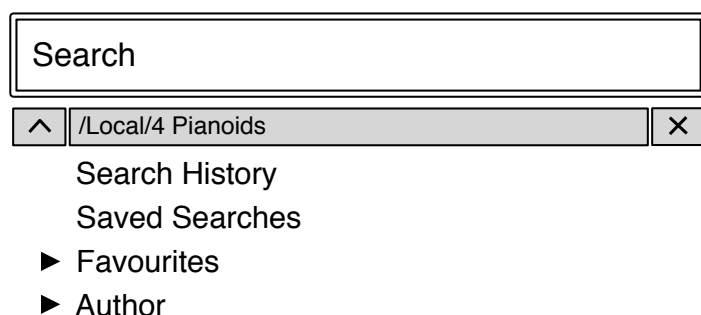 Search
/Local/4 Pianoids
Search History
Saved Searches
Favourites
Author